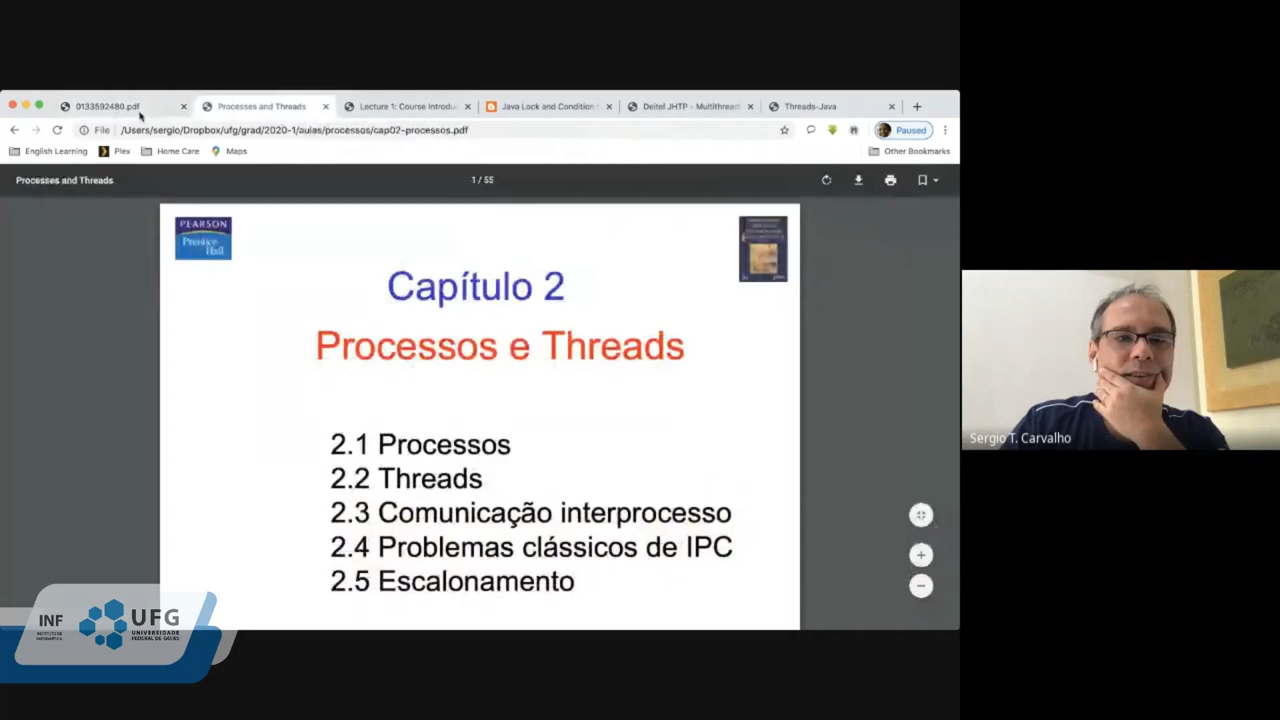 0133592480.pdf
Processes and Threads
Lecture 1: Course Introduc
Java Lock and Condition
Deitel JHTP - Multithread
Threads-Java
File
/Users/sergio/Dropbox/ufg/grad/2020-1/aulas/processos/cap02-processos.pdf
Paused
English Learning
Plex
Home Care
Maps
Other Bookmarks
Processes and Threads
1 / 55
PEARSON
Prentice
Hall
Capítulo 2
Processos e Threads
2.1 Processos
2.2 Threads
2.3 Comunicação interprocesso
2.4 Problemas clássicos de IPC
2.5 Escalonamento
Sergio T. Carvalho
INF
INSTITUTO DE
INFORMÁTICA
UFG
UNIVERSIDADE
FEDERAL DE GOIÁS